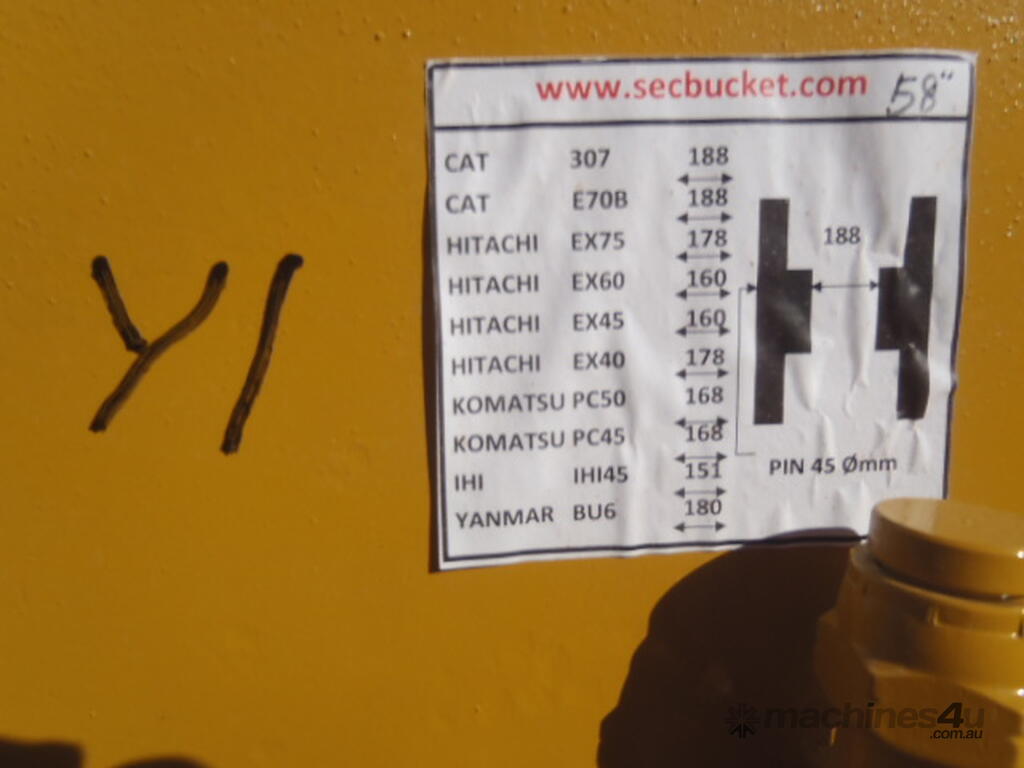 www.secbucket.com 58"
CAT 307 188
CAT E70B 188
HITACHI EX75 178
HITACHI EX60 160
HITACHI EX45 160
HITACHI EX40 178
KOMATSU PC50 168
KOMATSU PC45 168
IHI IHI45 151
YANMAR BU6 180
188
PIN 45 Ømm
Y1
machines4u
.com.au